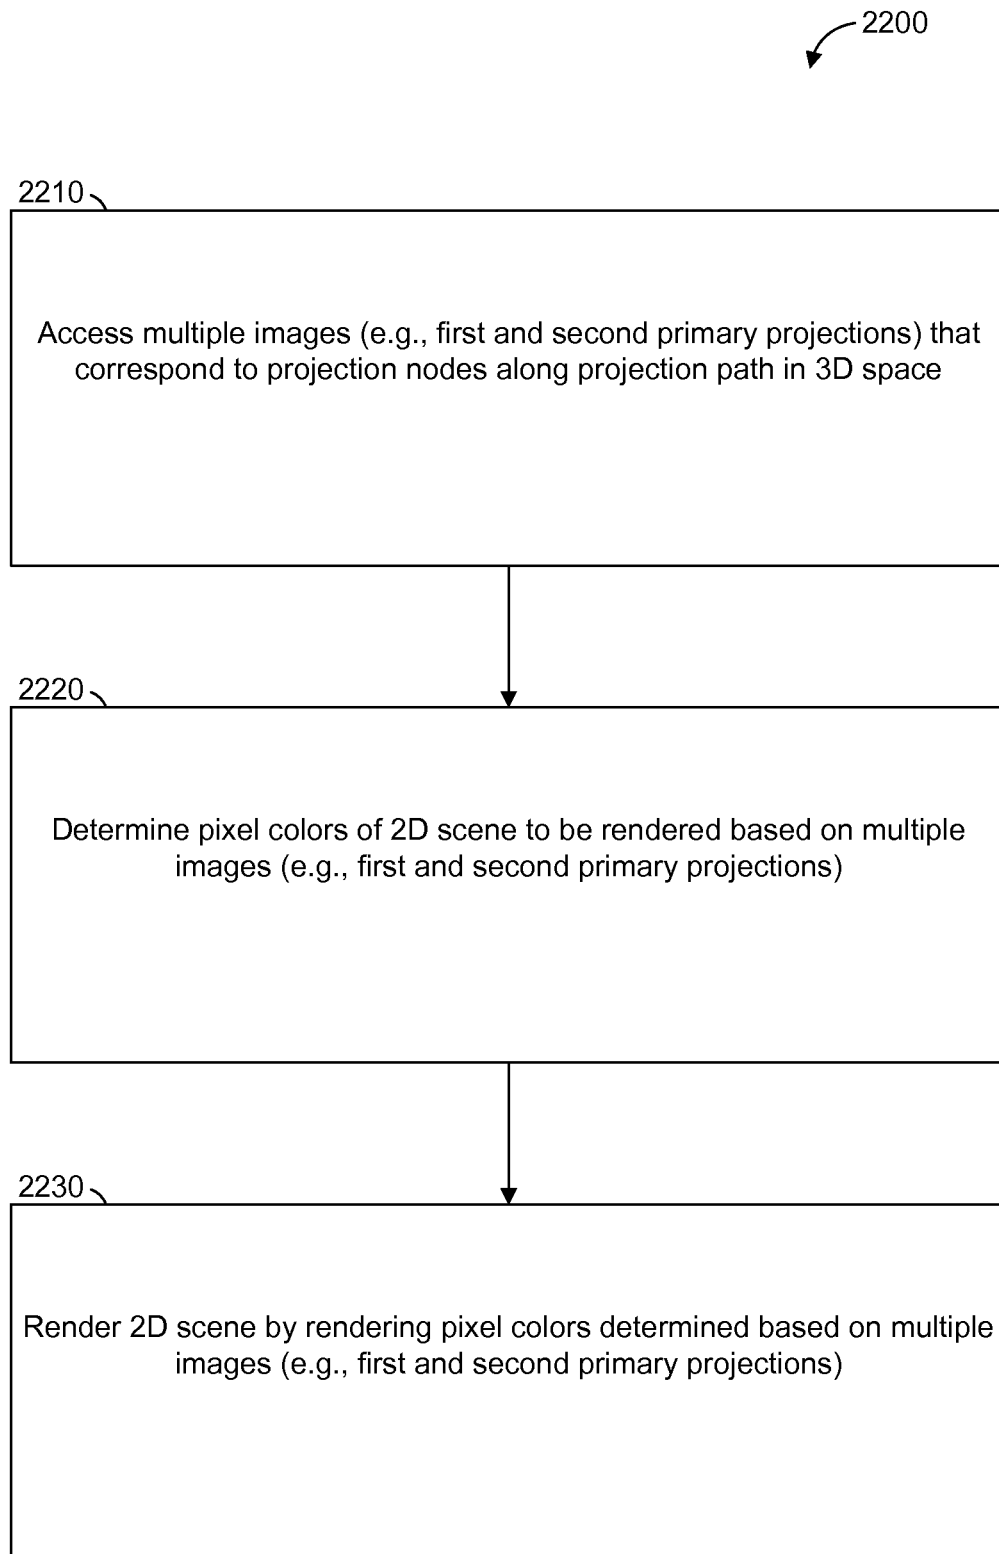 2200
2210
Access multiple images (e.g., first and second primary projections) that
correspond to projection nodes along projection path in 3D space
2220
Determine pixel colors of 2D scene to be rendered based on multiple
images (e.g., first and second primary projections)
2230
Render 2D scene by rendering pixel colors determined based on multiple
images (e.g., first and second primary projections)